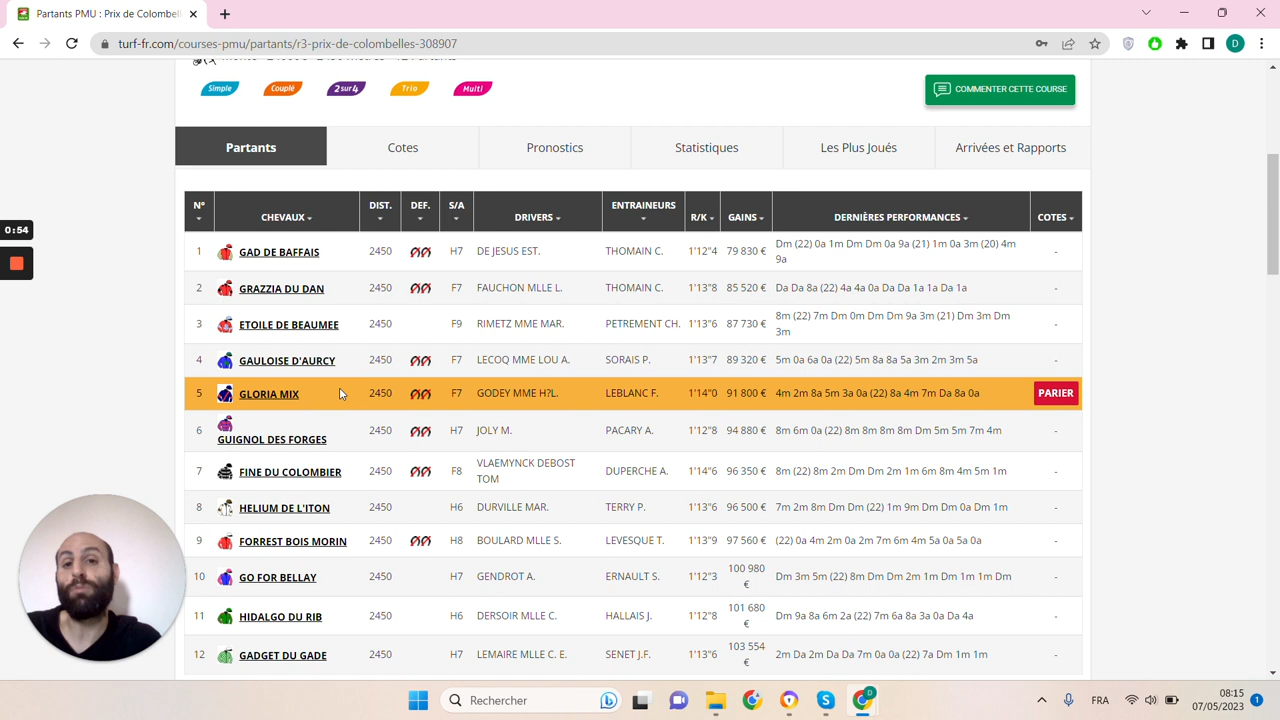 Partants PMU : Prix de Colombell
turf-fr.com/courses-pmu/partants/r3-prix-de-colombelles-308907
Simple Couplé 2sur4 Trio Multi
COMMENTER CETTE COURSE
Partants Cotes Pronostics Statistiques Les Plus Joués Arrivées et Rapports
N° CHEVAUX DIST. DEF. S/A DRIVERS ENTRAINEURS R/K GAINS DERNIÈRES PERFORMANCES COTES
0:54
1 GAD DE BAFFAIS 2450 H7 DE JESUS EST. THOMAIN C. 1'12"4 79 830 € Dm (22) 0a 1m Dm Dm 0a 9a (21) 1m 0a 3m (20) 4m
9a -
2 GRAZZIA DU DAN 2450 F7 FAUCHON MLLE L. THOMAIN C. 1'13"8 85 520 € Da Da 8a (22) 4a 4a 0a Da Da 1a 1a Da 1a -
3 ETOILE DE BEAUMEE 2450 F9 RIMETZ MME MAR. PETREMENT CH. 1'13"6 87 730 € 8m (22) 7m Dm 0m Dm Dm 9a 3m (21) Dm 3m Dm
3m -
4 GAULOISE D'AURCY 2450 F7 LECOQ MME LOU A. SORAIS P. 1'13"7 89 320 € 5m 0a 6a 0a (22) 5m 8a 8a 5a 3m 2m 3m 5a -
5 GLORIA MIX 2450 F7 GODEY MME H?L. LEBLANC F. 1'14"0 91 800 € 4m 2m 8a 5m 3a 0a (22) 8a 4m 7m Da 8a 0a PARIER
6 GUIGNOL DES FORGES 2450 H7 JOLY M. PACARY A. 1'12"8 94 880 € 8m 6m 0a (22) 8m 8m 8m 8m Dm 5m 5m 7m 4m -
7 FINE DU COLOMBIER 2450 F8 VLAEMYNCK DEBOST
TOM DUPERCHE A. 1'14"6 96 350 € 8m (22) 8m 2m Dm Dm 2m 1m 6m 8m 4m 5m 1m -
8 HELIUM DE L'ITON 2450 H6 DURVILLE MAR. TERRY P. 1'13"6 96 500 € 7m 2m 8m Dm Dm (22) 1m 9m Dm Dm 0a Dm 1m -
9 FORREST BOIS MORIN 2450 H8 BOULARD MLLE S. LEVESQUE T. 1'13"9 97 560 € (22) 0a 4m 2m 0a 2m 7m 6m 4m 5a 0a 5a 0a -
10 GO FOR BELLAY 2450 H7 GENDROT A. ERNAULT S. 1'12"3 100 980
€ Dm 3m 5m (22) 8m Dm Dm 2m 1m Dm 1m 1m Dm -
11 HIDALGO DU RIB 2450 H6 DERSOIR MLLE C. HALLAIS J. 1'12"8 101 680
€ Dm 9a 8a 6m 2a (22) 7m 6a 8a 3a 0a Da 4a -
12 GADGET DU GADE 2450 H7 LEMAIRE MLLE C. E. SENET J.F. 1'13"6 103 554
€ 2m Da 2m Da Da 7m 0a 0a (22) 7a Dm 1m 1m -
Rechercher
FRA
08:15
07/05/2023